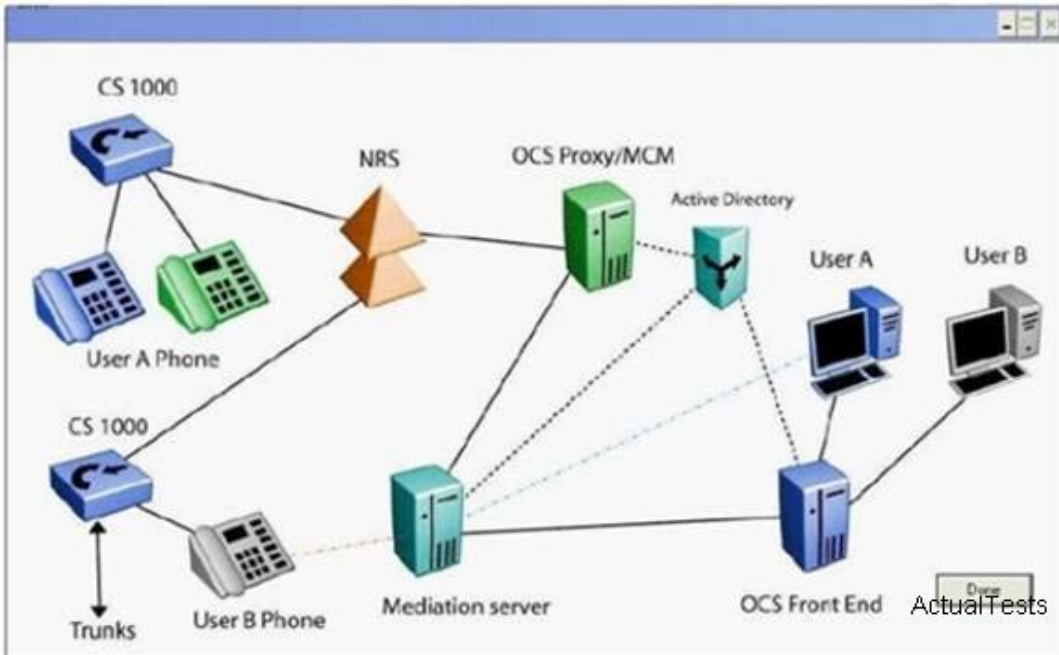 CS 1000
NRS
OCS Proxy/MCM
Active Directory
User A
User B
User A Phone
CS 1000
Trunks
User B Phone
Mediation server
OCS Front End
Done
ActualTests